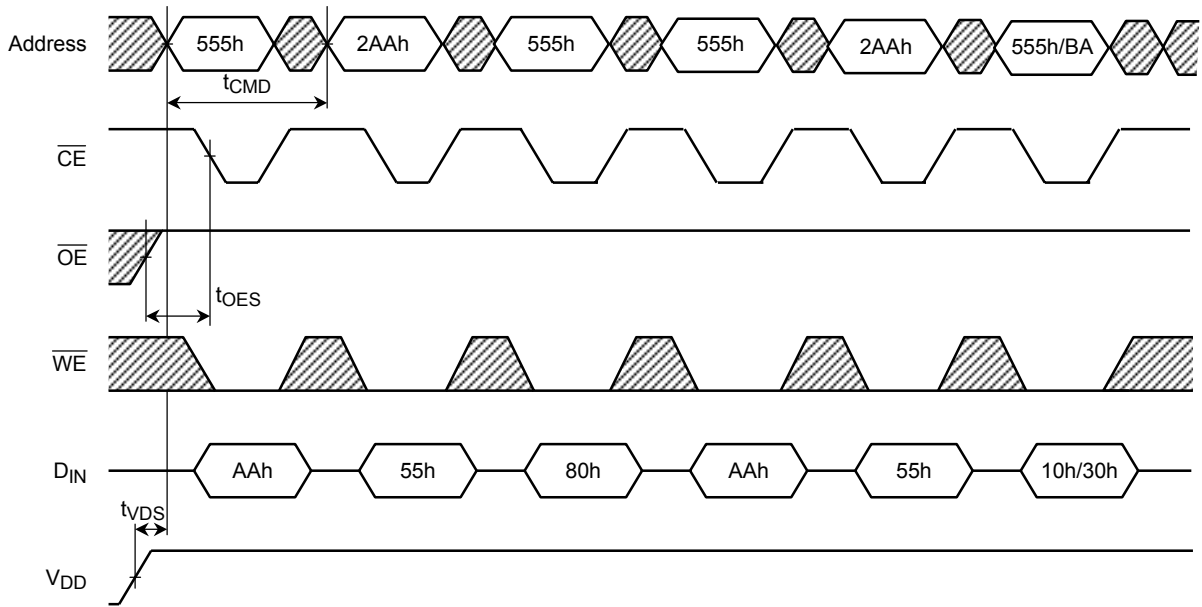 Address 555h 2AAh 555h 555h 2AAh 555h/BA
tCMD
CE
OE
tOES
WE
DIN AAh 55h 80h AAh 55h 10h/30h
tVDS
VDD